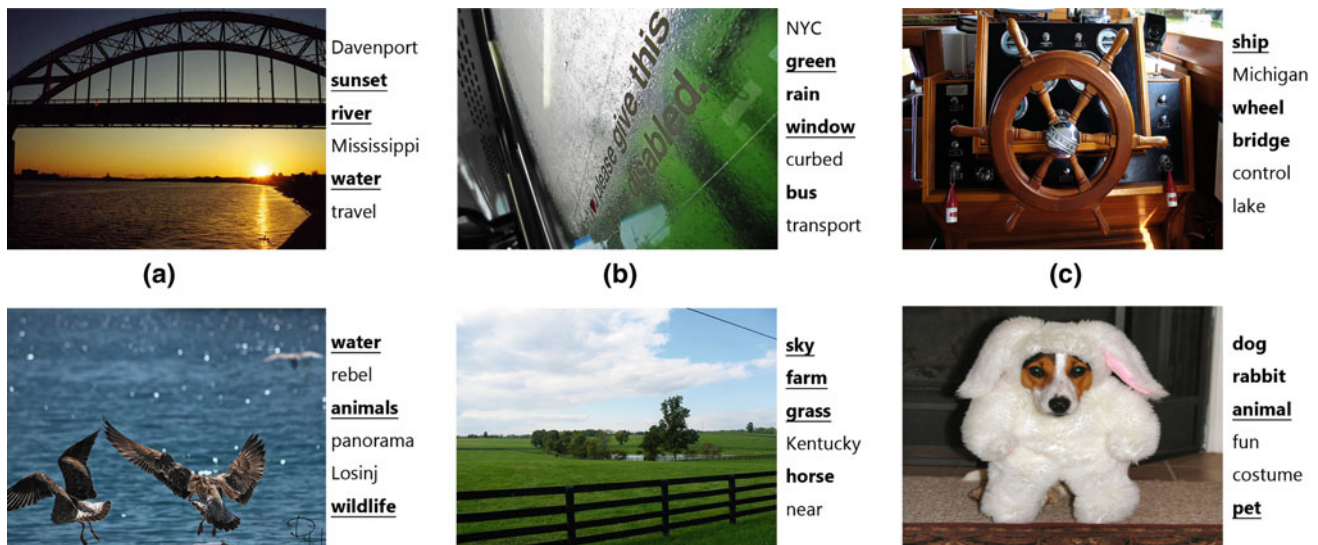 Davenport
sunset
river
Mississippi
water
travel
(a)
please give this
disabled.
NYC
green
rain
window
curbed
bus
transport
(b)
ship
Michigan
wheel
bridge
control
lake
(c)
water
rebel
animals
panorama
Losinj
wildlife
sky
farm
grass
Kentucky
horse
near
dog
rabbit
animal
fun
costume
pet